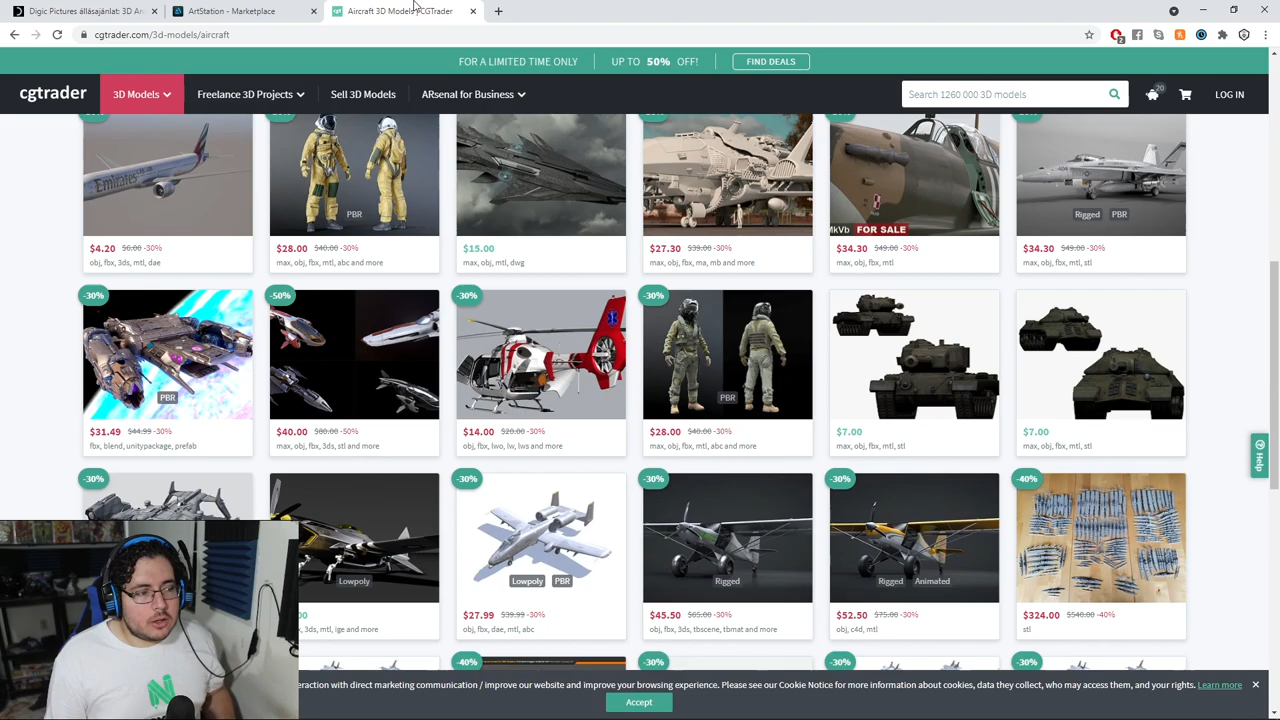 Digic Pictures állásajánlat: 3D Ar
ArtStation - Marketplace
Aircraft 3D Models | CGTrader
cgtrader.com/3d-models/aircraft
FOR A LIMITED TIME ONLY UP TO 50% OFF! FIND DEALS
cgtrader 3D Models Freelance 3D Projects Sell 3D Models ARsenal for Business Search 1260 000 3D models 20 LOG IN
PBR
MkVb FOR SALE
Rigged PBR
$4.20 $6.00 -30%
obj, fbx, 3ds, mtl, dae
$28.00 $40.00 -30%
max, obj, fbx, mtl, abc and more
$15.00
max, obj, mtl, dwg
$27.30 $39.00 -30%
max, obj, fbx, ma, mb and more
$34.30 $49.00 -30%
max, obj, fbx, mtl
$34.30 $49.00 -30%
max, obj, fbx, mtl, stl
-30%
PBR
$31.49 $44.99 -30%
fbx, blend, unitypackage, prefab
-50%
$40.00 $80.00 -50%
max, obj, fbx, 3ds, stl and more
-30%
$14.00 $20.00 -30%
obj, fbx, lwo, lw, lws and more
-30%
PBR
$28.00 $40.00 -30%
max, obj, fbx, mtl, abc and more
$7.00
max, obj, fbx, mtl, stl
$7.00
max, obj, fbx, mtl, stl
Help
-30%
Lowpoly
3ds, mtl, ige and more
-30%
Lowpoly PBR
$27.99 $39.99 -30%
obj, fbx, dae, mtl, abc
-30%
Rigged
$45.50 $65.00 -30%
obj, fbx, 3ds, tbscene, tbmat and more
-30%
Rigged Animated
$52.50 $75.00 -30%
obj, c4d, mtl
-40%
$324.00 $540.00 -40%
stl
-40%
-30%
-30%
-30%
interaction with direct marketing communication / improve our website and improve your browsing experience. Please see our Cookie Notice for more information about cookies, data they collect, who may access them, and your rights. Learn more
Accept